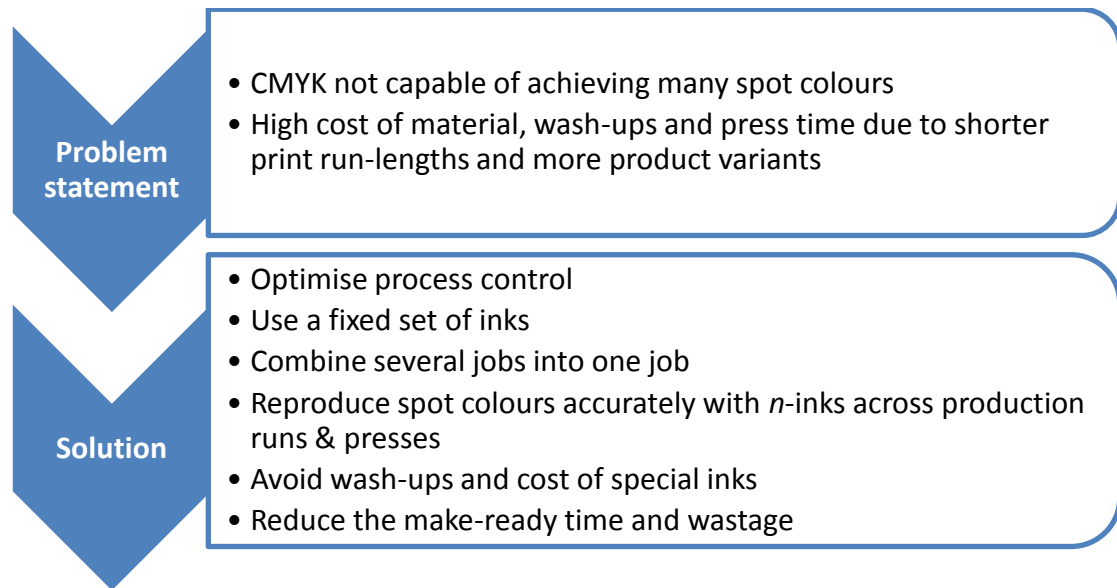 Problem
statement
• CMYK not capable of achieving many spot colours
• High cost of material, wash-ups and press time due to shorter
print run-lengths and more product variants
Solution
• Optimise process control
• Use a fixed set of inks
• Combine several jobs into one job
• Reproduce spot colours accurately with n-inks across production
runs & presses
• Avoid wash-ups and cost of special inks
• Reduce the make-ready time and wastage